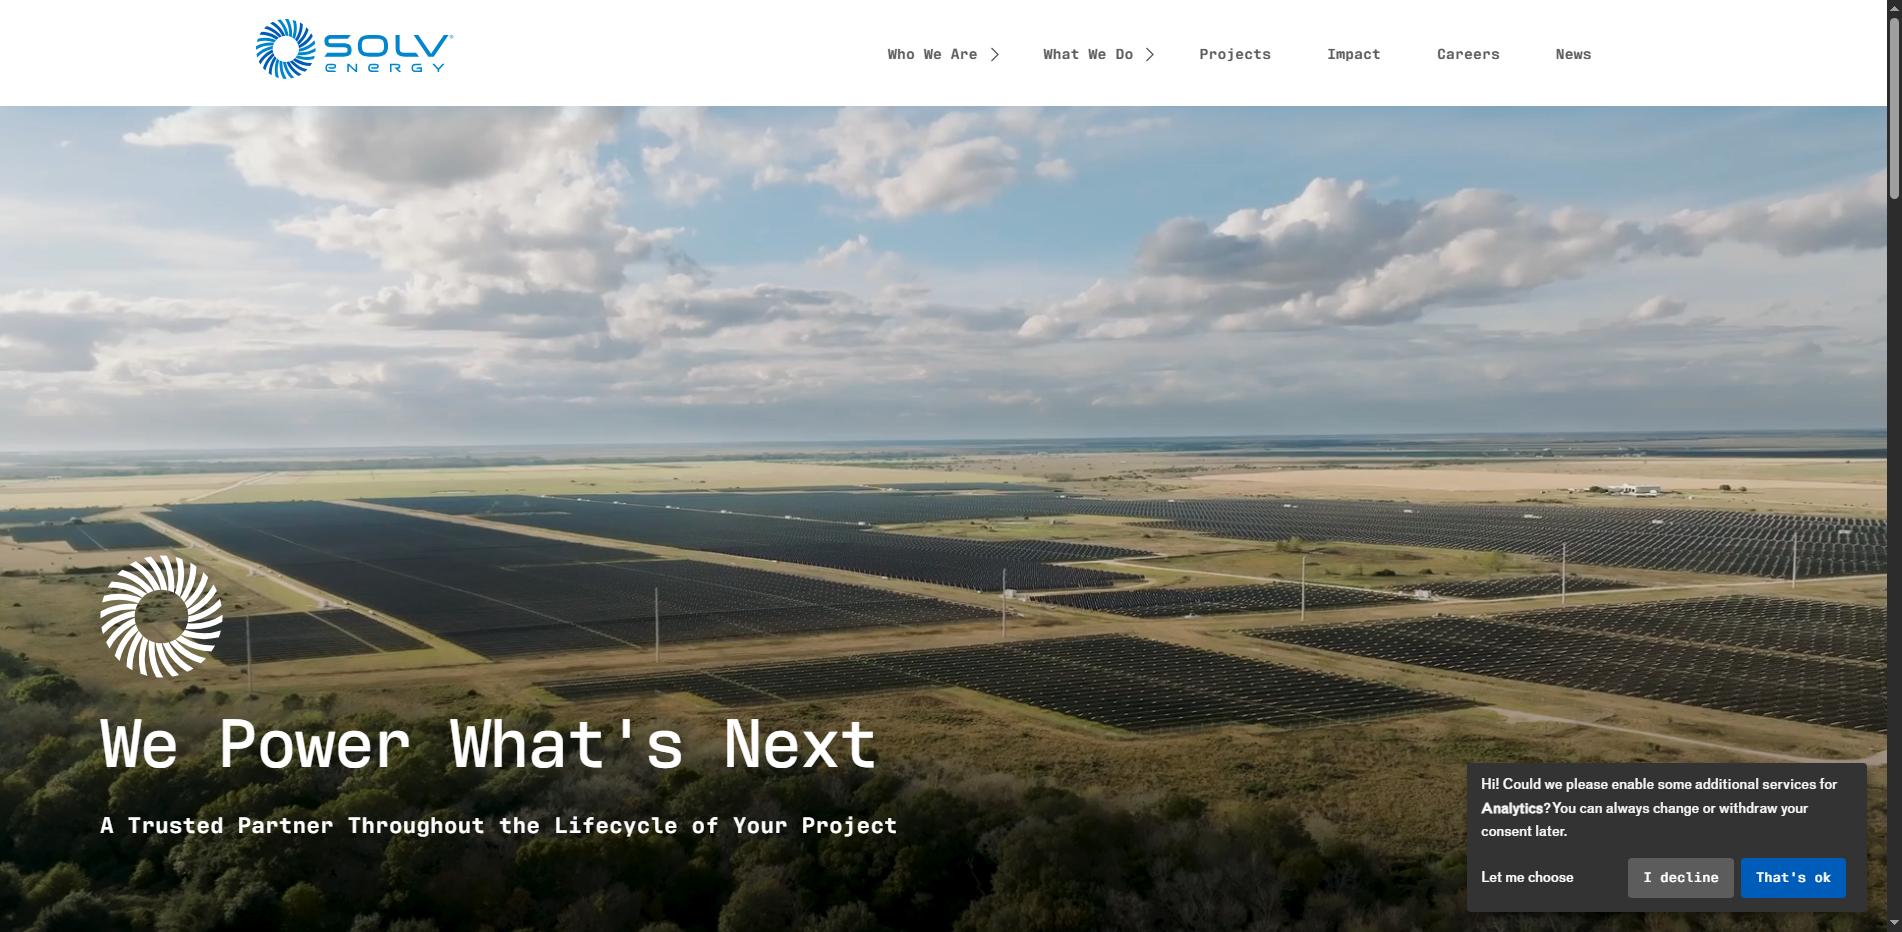 SOLV
energy
Who We Are
What We Do
Projects
Impact
Careers
News
We Power What's Next
A Trusted Partner Throughout the Lifecycle of Your Project
Hi! Could we please enable some additional services for
Analytics? You can always change or withdraw your
consent later.
Let me choose
I decline
That's ok